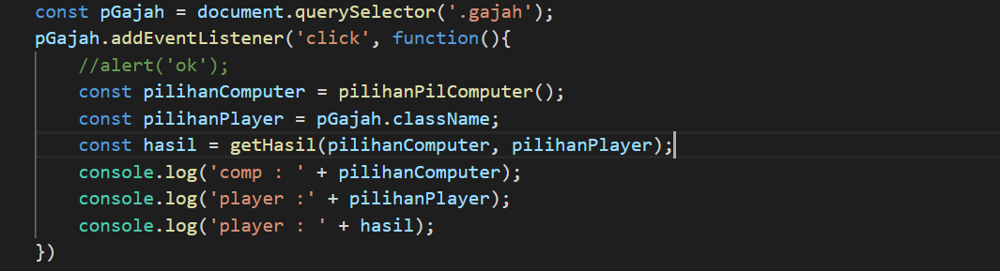 const pGajah = document.querySelector('.gajah');
pGajah.addEventListener('click', function(){
    //alert('ok');
    const pilihanComputer = pilihanPilComputer();
    const pilihanPlayer = pGajah.className;
    const hasil = getHasil(pilihanComputer, pilihanPlayer);
    console.log('comp : ' + pilihanComputer);
    console.log('player :' + pilihanPlayer);
    console.log('player : ' + hasil);
})